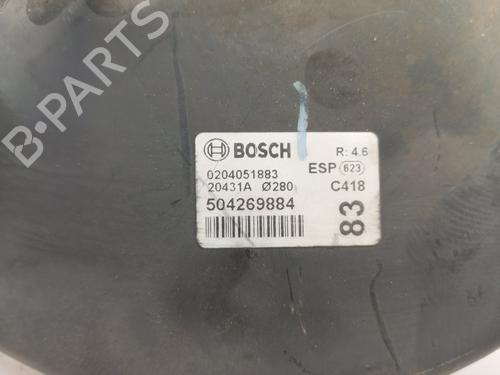 B-PARTS
BOSCH
R: 4.6
0204051883
ESP 623
20431A Ø280
C418
504269884
83